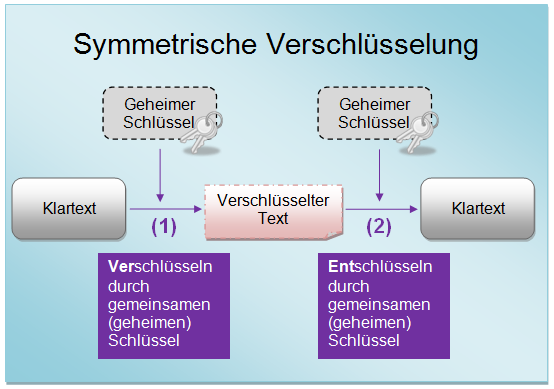 Symmetrische Verschlüsselung
Geheimer
Schlüssel
Geheimer
Schlüssel
Klartext
(1)
Verschlüsselter
Text
(2)
Klartext
Verschlüsseln
durch
gemeinsamen
(geheimen)
Schlüssel
Entschlüsseln
durch
gemeinsamen
(geheimen)
Schlüssel